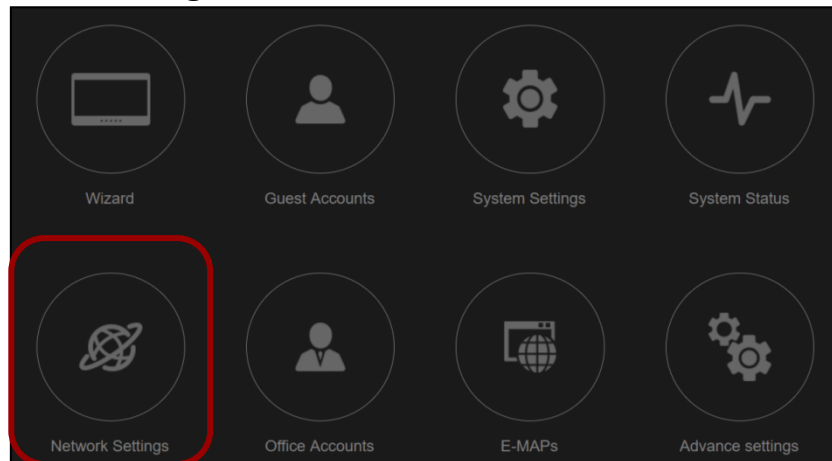 Wizard
Guest Accounts
System Settings
System Status
Network Settings
Office Accounts
E-MAPs
Advance settings